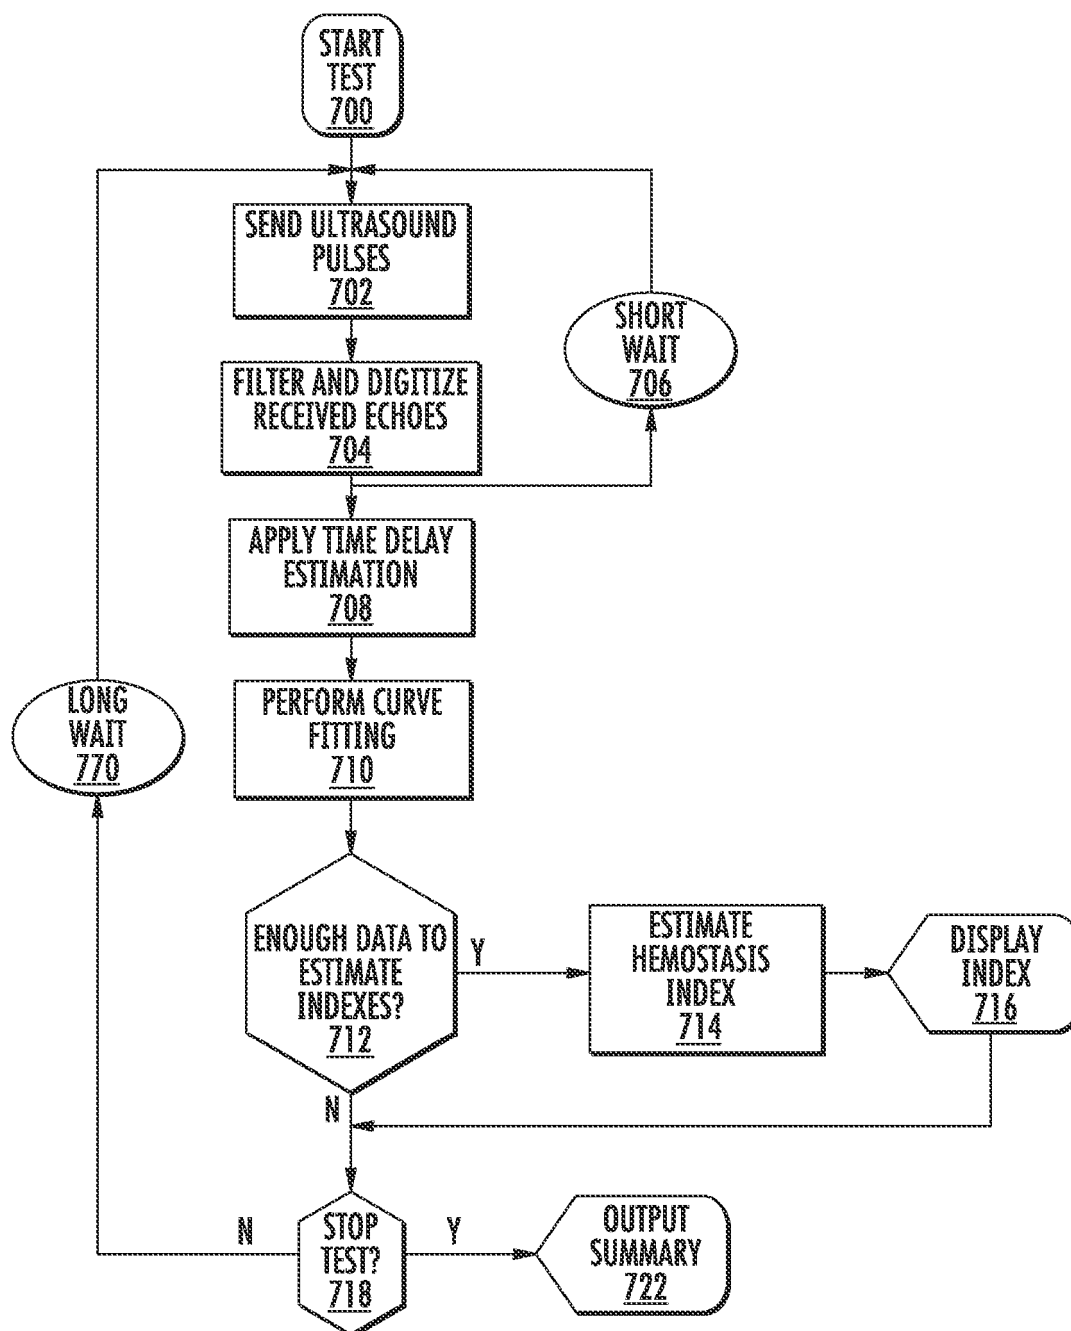 START
TEST
700
SEND ULTRASOUND
PULSES
702
SHORT
WAIT
706
FILTER AND DIGITIZE
RECEIVED ECHOES
704
APPLY TIME DELAY
ESTIMATION
708
LONG
WAIT
770
PERFORM CURVE
FITTING
710
ENOUGH DATA TO
ESTIMATE
INDEXES?
712
Y
ESTIMATE
HEMOSTASIS
INDEX
714
DISPLAY
INDEX
716
N
STOP
TEST?
718
N
Y
OUTPUT
SUMMARY
722